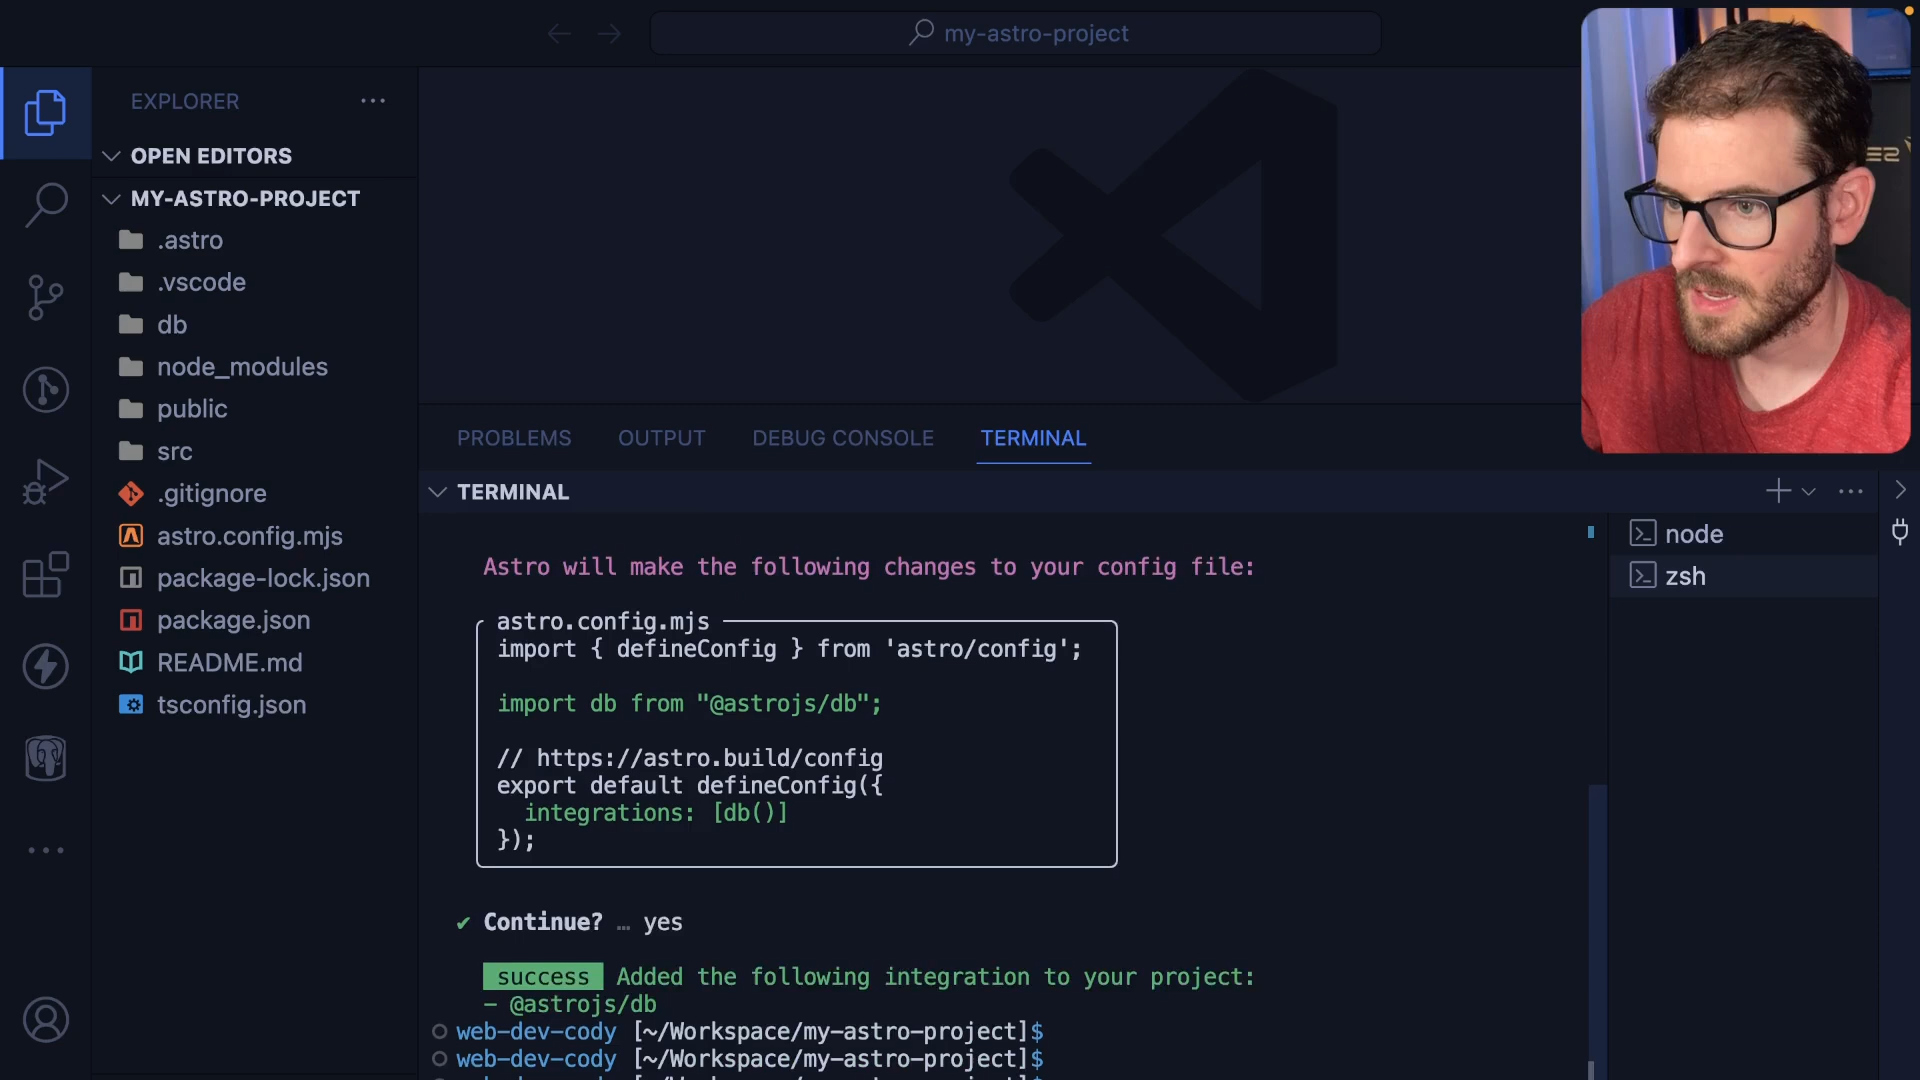 my-astro-project
EXPLORER
OPEN EDITORS
MY-ASTRO-PROJECT
.astro
.vscode
db
node_modules
public
src
.gitignore
astro.config.mjs
package-lock.json
package.json
README.md
tsconfig.json
PROBLEMS OUTPUT DEBUG CONSOLE TERMINAL
TERMINAL
node
zsh
Astro will make the following changes to your config file:
astro.config.mjs
import { defineConfig } from 'astro/config';
import db from "@astrojs/db";
// https://astro.build/config
export default defineConfig({
integrations: [db()]
});
✔ Continue? … yes
success Added the following integration to your project:
– @astrojs/db
web-dev-cody [~/Workspace/my-astro-project]$
web-dev-cody [~/Workspace/my-astro-project]$